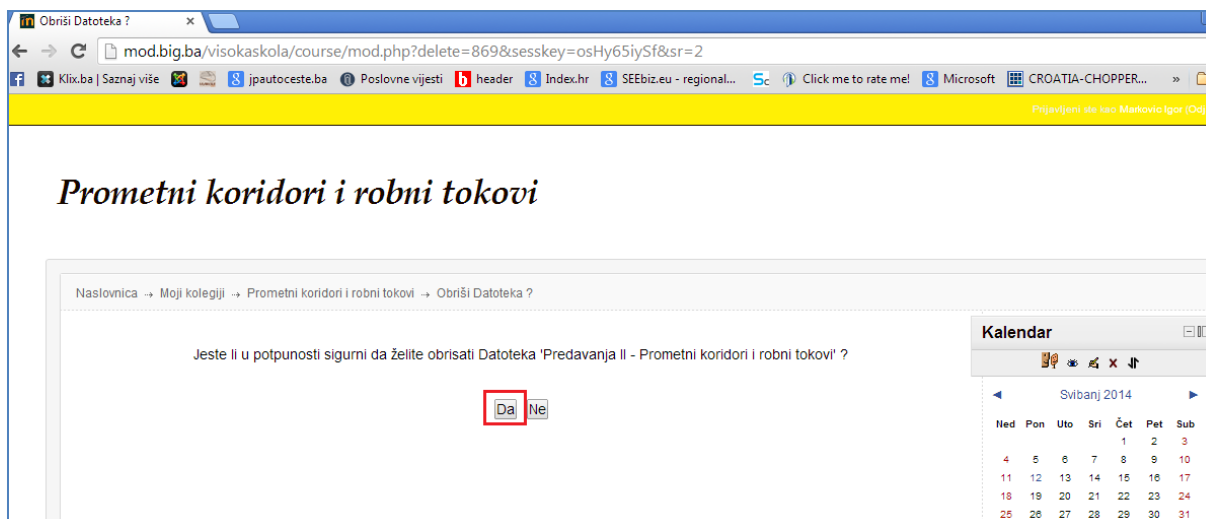 Obriši Datoteka ? ×
mod.big.ba/visokaskola/course/mod.php?delete=869&sesskey=osHy65iySf&sr=2
Klix.ba | Saznaj više jpautoceste.ba Poslovne vijesti header Index.hr SEEbiz.eu - regional... Click me to rate me! Microsoft CROATIA-CHOPPER... »
Prijavljeni ste kao Markovic Igor (Odj
Prometni koridori i robni tokovi
Naslovnica → Moji kolegiji → Prometni koridori i robni tokovi → Obriši Datoteka ?
Jeste li u potpunosti sigurni da želite obrisati Datoteka 'Predavanja II - Prometni koridori i robni tokovi' ?
Da Ne
Kalendar
◄ Svibanj 2014 ►
Ned Pon Uto Sri Čet Pet Sub
1 2 3
4 5 6 7 8 9 10
11 12 13 14 15 16 17
18 19 20 21 22 23 24
25 26 27 28 29 30 31